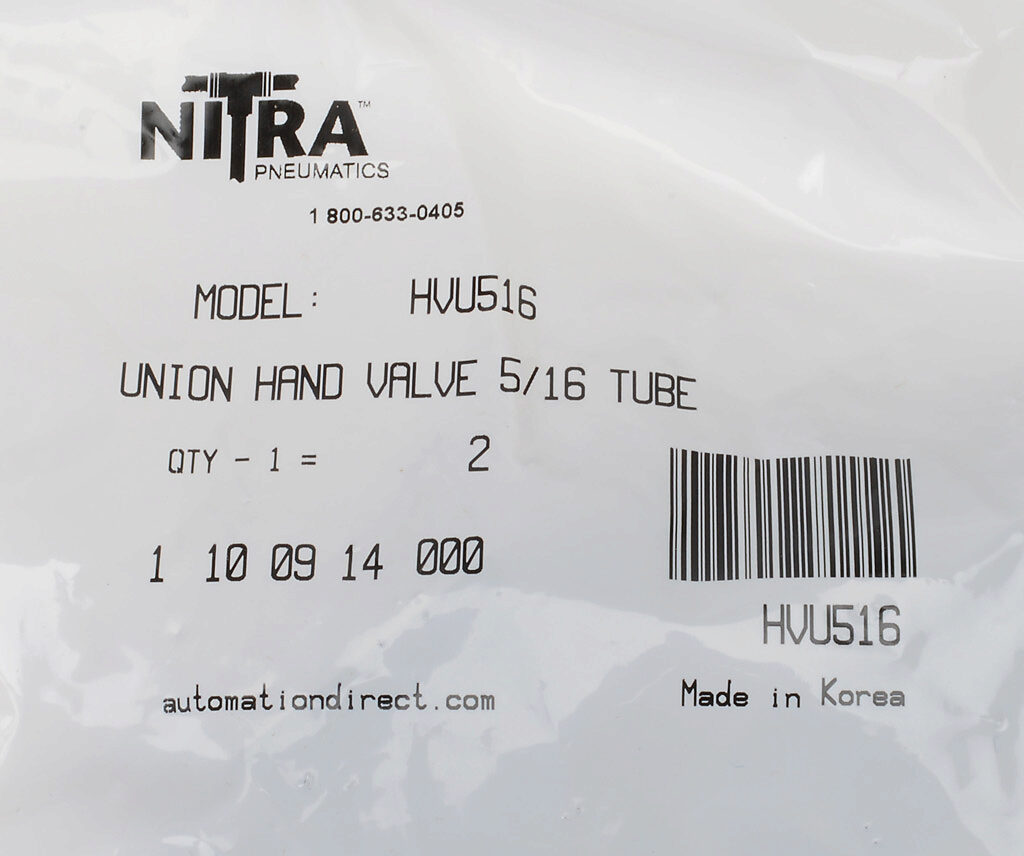 NITRA™
PNEUMATICS
1 800-633-0405
MODEL: HVU516
UNION HAND VALVE 5/16 TUBE
QTY - 1 = 2
1 10 09 14 000
HVU516
automationdirect.com Made in Korea